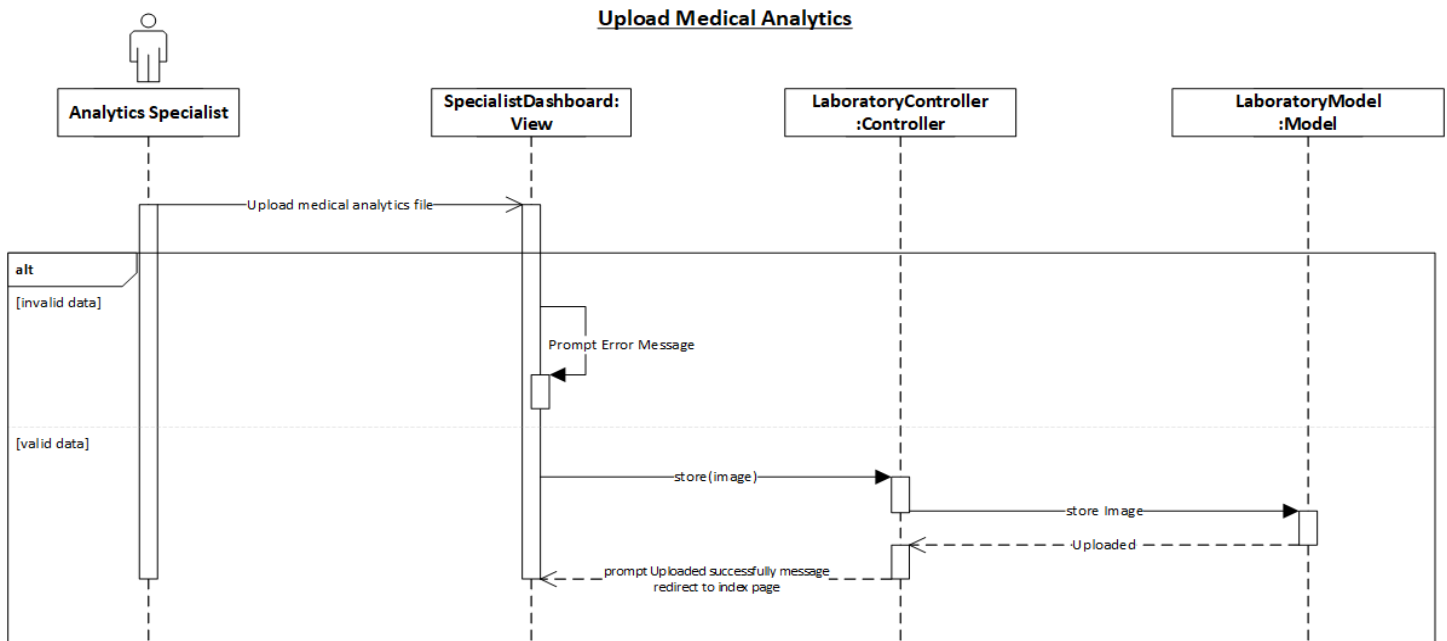 Upload Medical Analytics
Analytics Specialist
SpecialistDashboard:
View
LaboratoryController
:Controller
LaboratoryModel
:Model
Upload medical analytics file
alt
[invalid data]
Prompt Error Message
[valid data]
store(image)
store Image
Uploaded
prompt Uploaded successfully message
redirect to index page